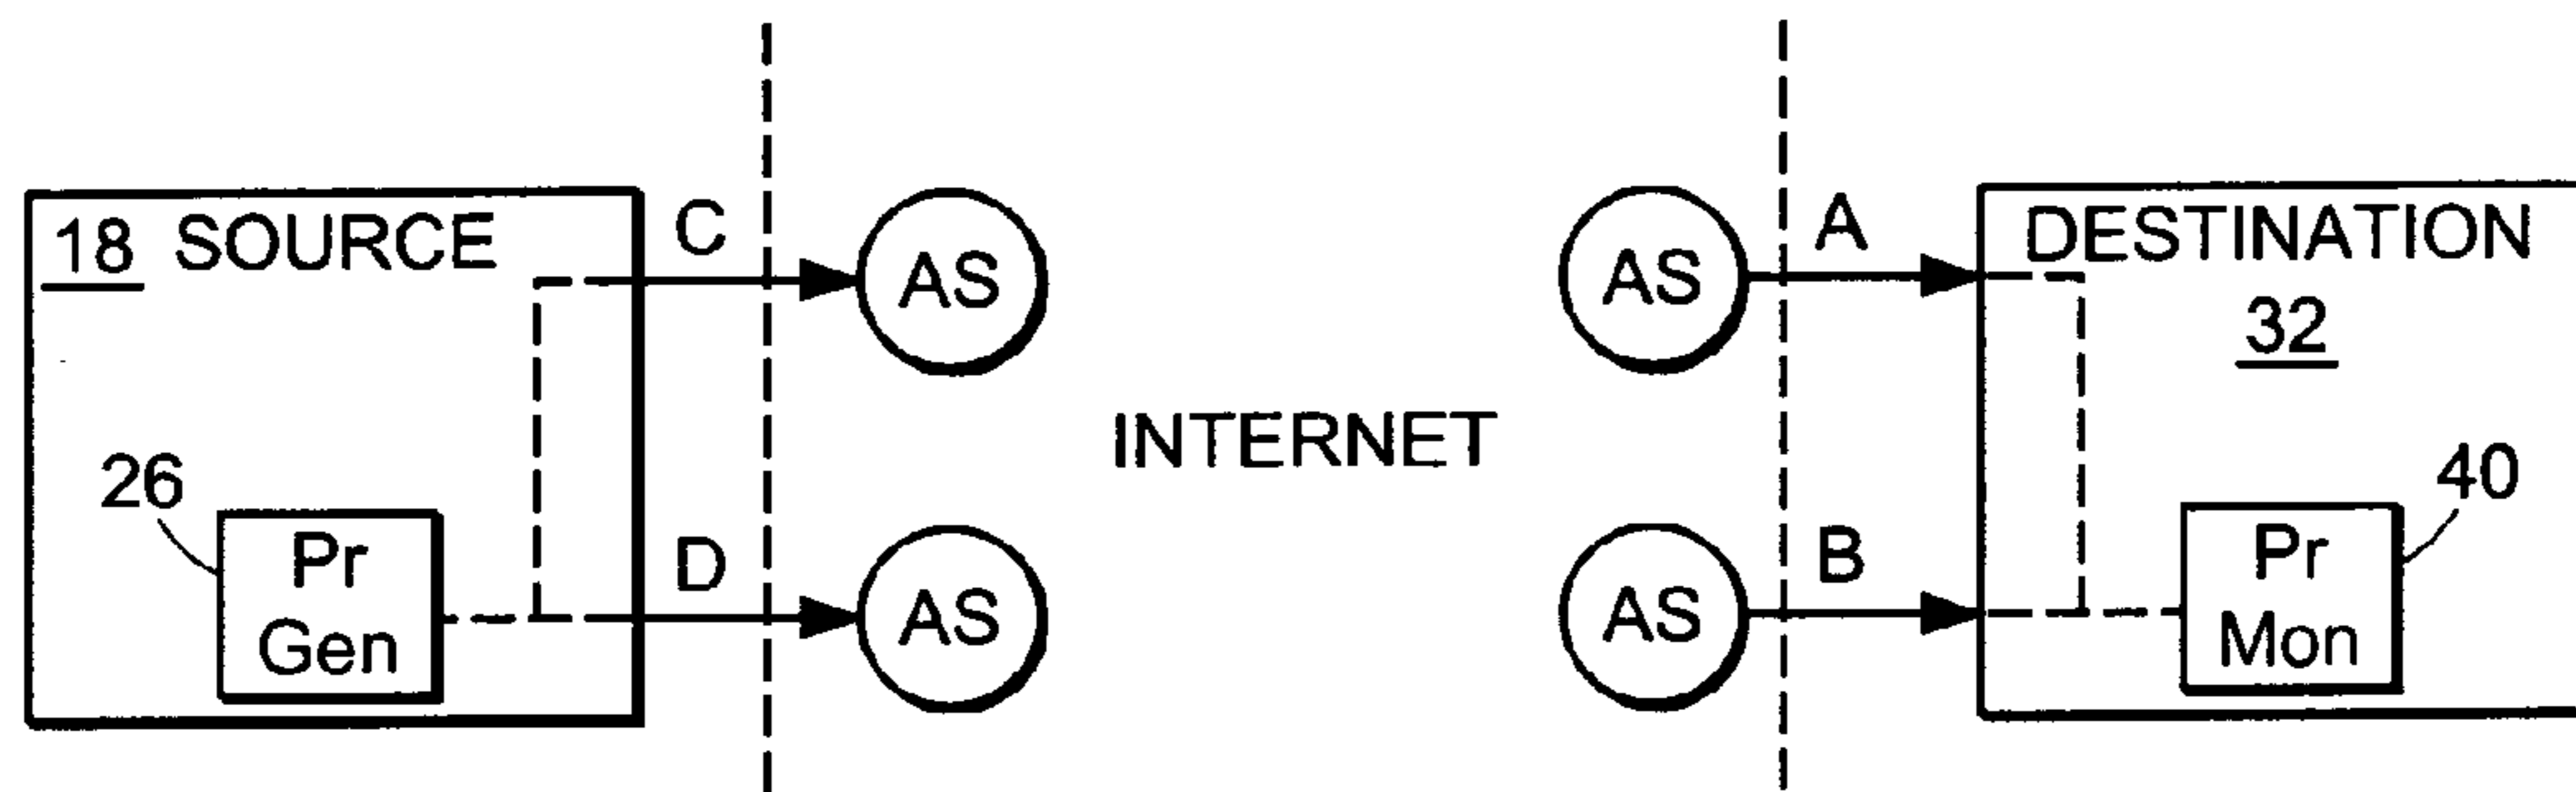 18 SOURCE
C
AS
AS
A
DESTINATION
32
INTERNET
26
Pr
Gen
D
AS
AS
B
40
Pr
Mon